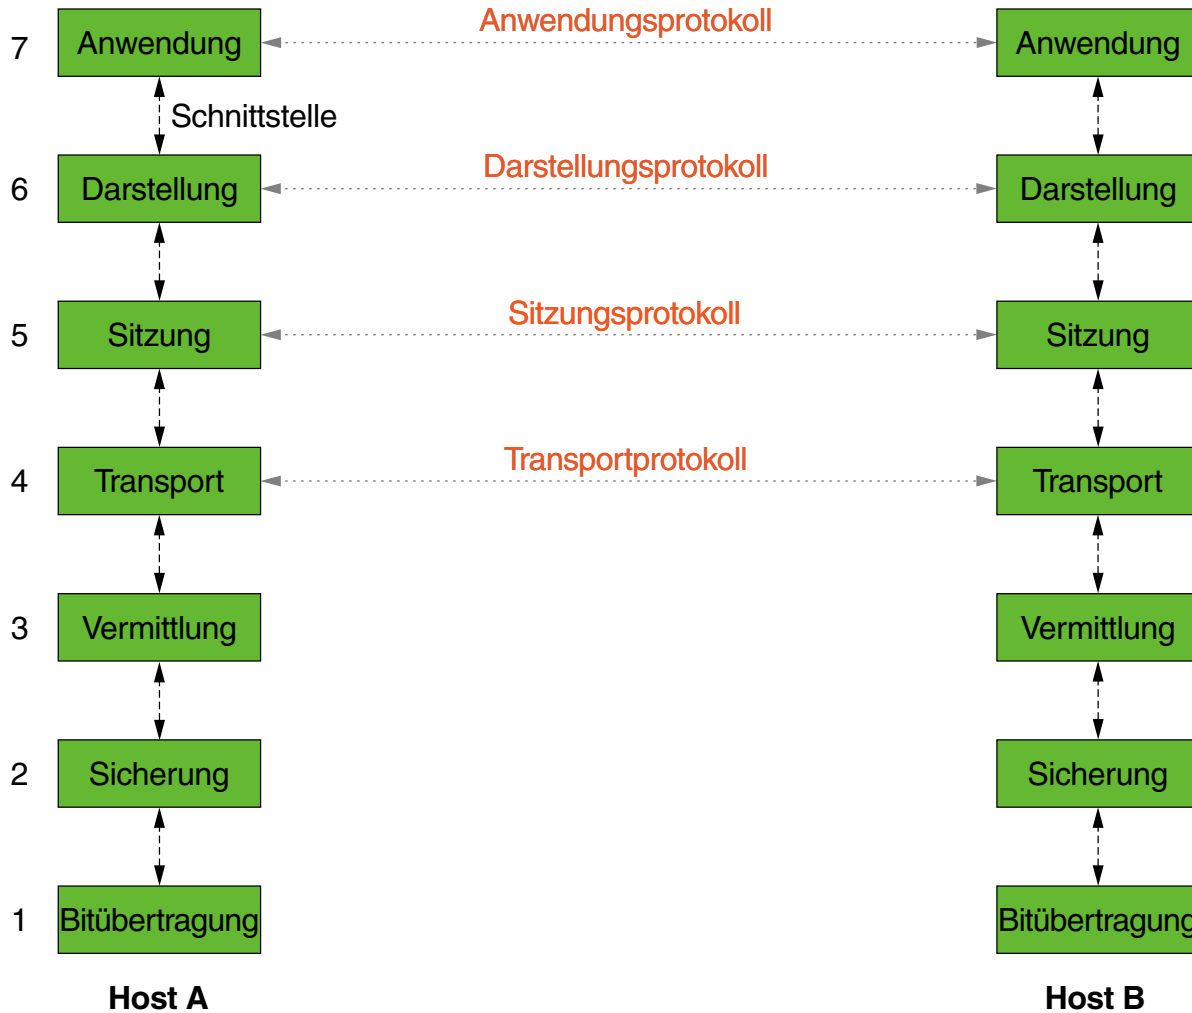 7 Anwendung Anwendungsprotokoll Anwendung
Schnittstelle
6 Darstellung Darstellungsprotokoll Darstellung
5 Sitzung Sitzungsprotokoll Sitzung
4 Transport Transportprotokoll Transport
3 Vermittlung Vermittlung
2 Sicherung Sicherung
1 Bitübertragung Bitübertragung
Host A Host B